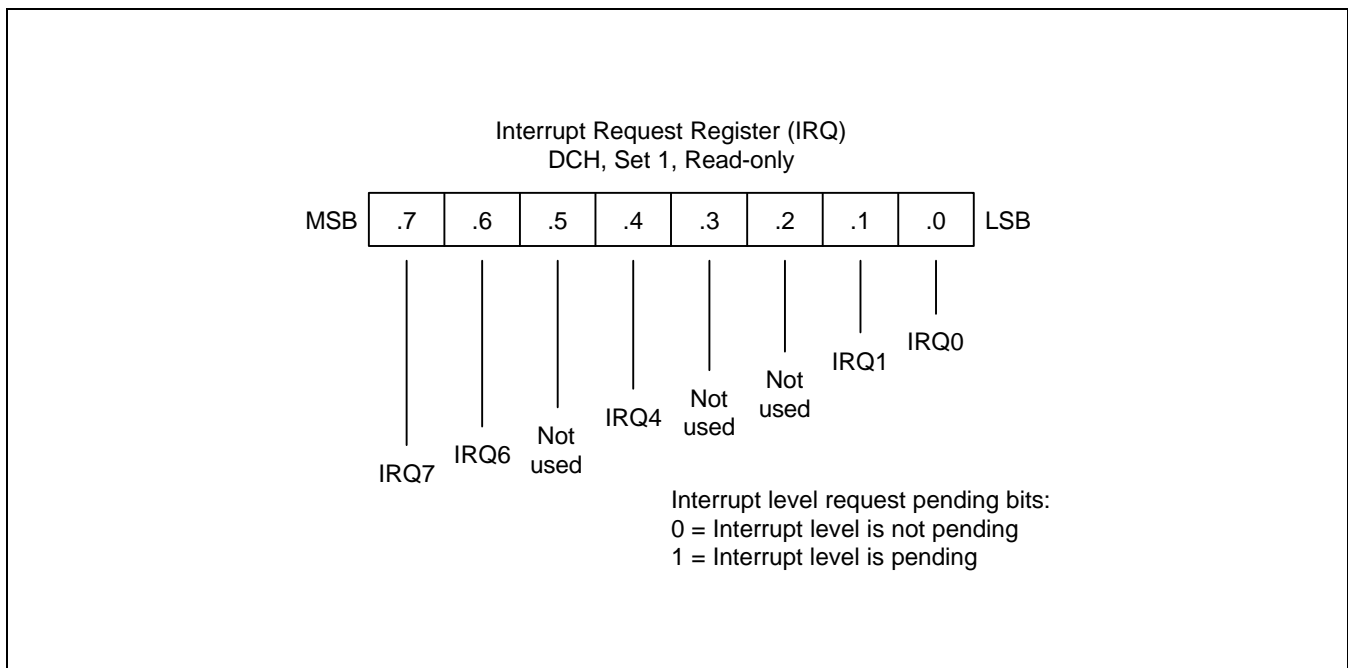 Interrupt Request Register (IRQ)
DCH, Set 1, Read-only
MSB .7 .6 .5 .4 .3 .2 .1 .0 LSB
IRQ7
IRQ6
Not
used
IRQ4
Not
used
Not
used
IRQ1
IRQ0
Interrupt level request pending bits:
0 = Interrupt level is not pending
1 = Interrupt level is pending